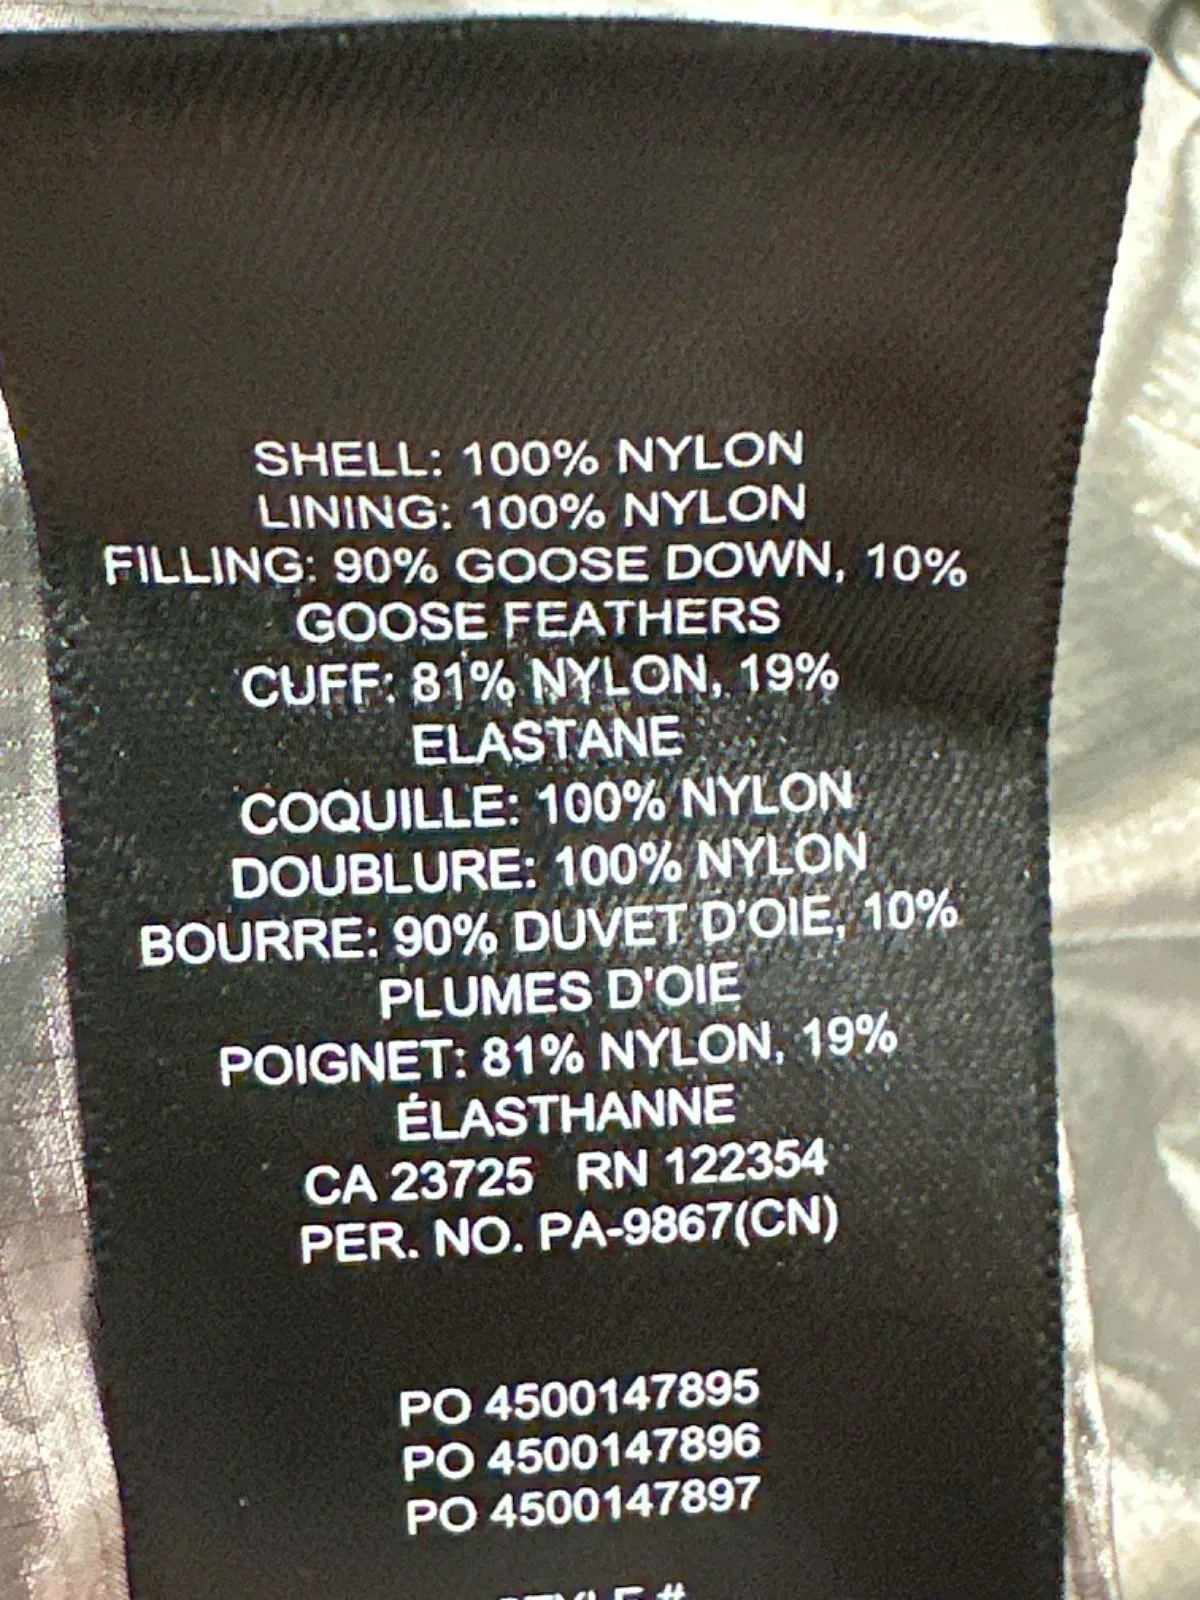 SHELL: 100% NYLON
LINING: 100% NYLON
FILLING: 90% GOOSE DOWN, 10%
GOOSE FEATHERS
CUFF: 81% NYLON, 19%
ELASTANE
COQUILLE: 100% NYLON
DOUBLURE: 100% NYLON
BOURRE: 90% DUVET D'OIE, 10%
PLUMES D'OIE
POIGNET: 81% NYLON, 19%
ÉLASTHANNE
CA 23725 RN 122354
PER. NO. PA-9867(CN)
PO 4500147895
PO 4500147896
PO 4500147897
STYLE #